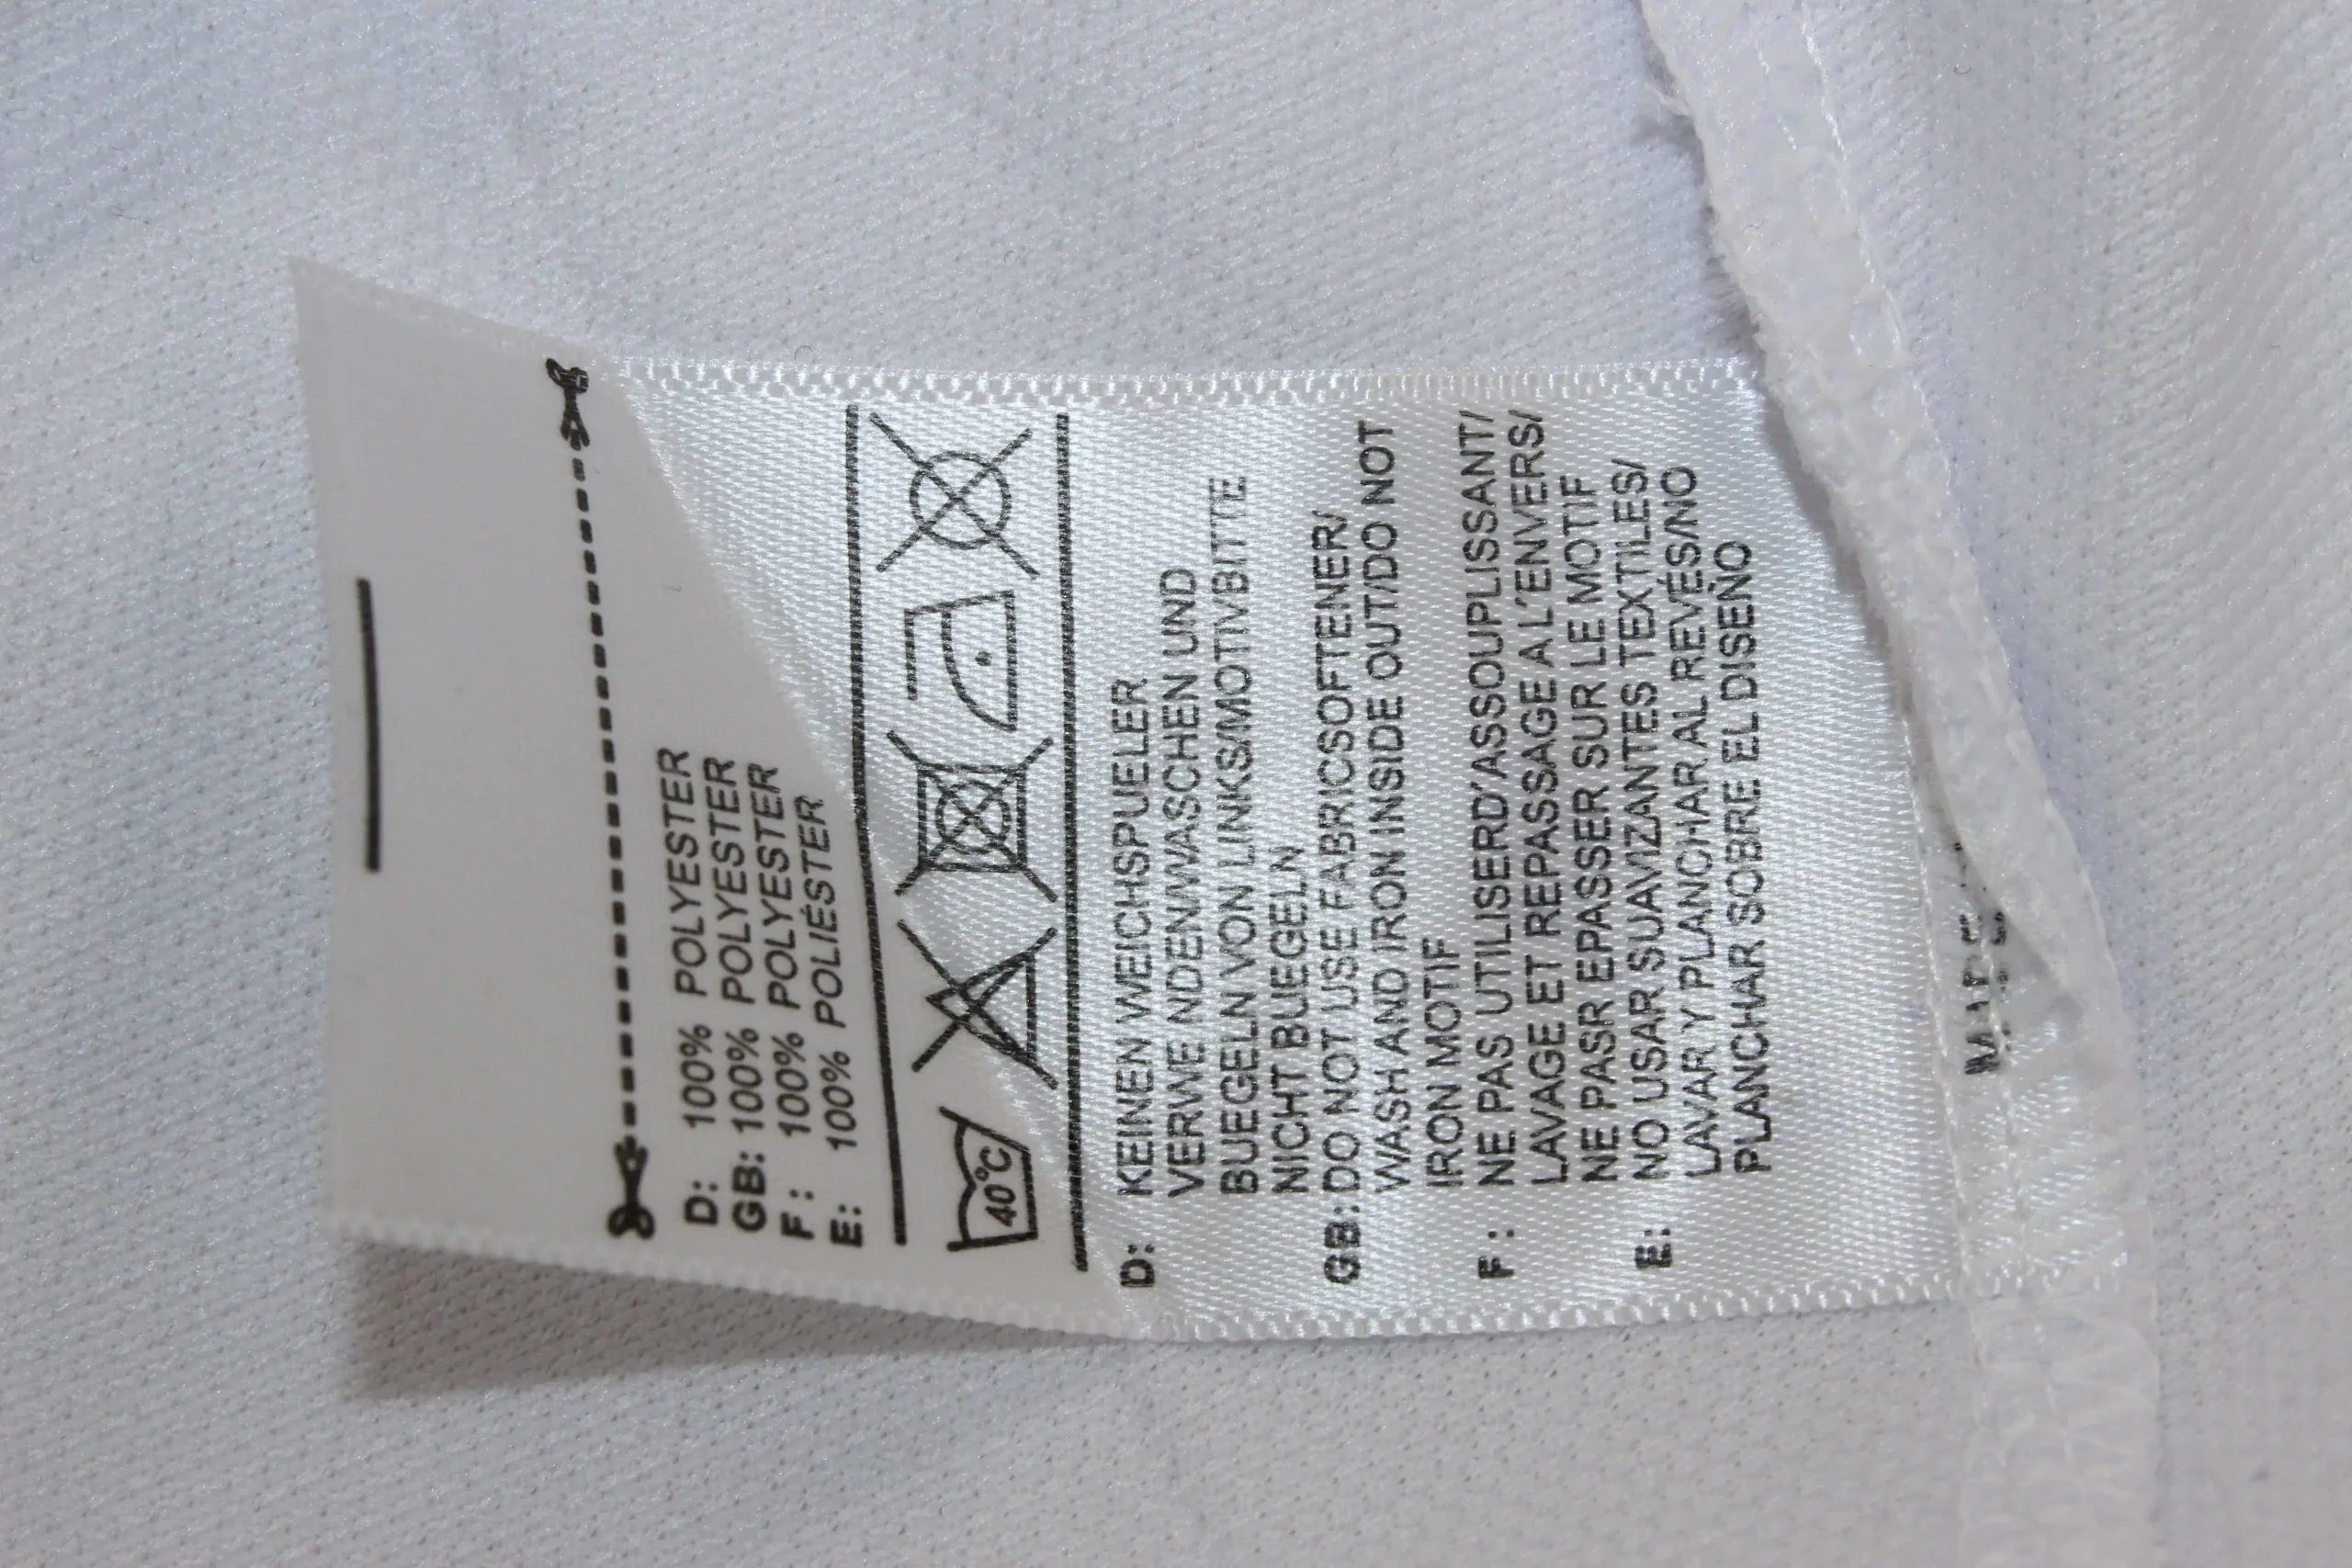 D: 100% POLYESTER
GB: 100% POLYESTER
F: 100% POLYESTER
E: 100% POLIÉSTER
40°C
D: KEINEN WEICHSPUELER
VERWE NDEN/WASCHEN UND
BUEGELN VON LINKS/MOTIVBITTE
NICHT BUEGELN
GB: DO NOT USE FABRICSOFTENER/
WASH AND IRON INSIDE OUT/DO NOT
IRON MOTIF
F: NE PAS UTILISERD'ASSOUPLISSANT/
LAVAGE ET REPASSAGE A L'ENVERS/
NE PASR EPASSER SUR LE MOTIF
E: NO USAR SUAVIZANTES TEXTILES/
LAVAR Y PLANCHAR AL REVÉS/NO
PLANCHAR SOBRE EL DISEÑO